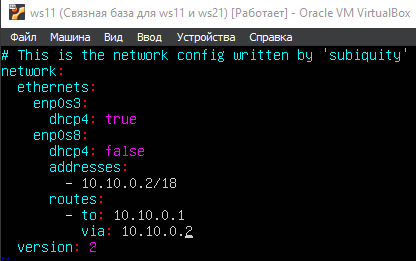 ws11 (Связная база для ws11 и ws21) [Работает] - Oracle VM VirtualBox
Файл Машина Вид Ввод Устройства Справка
# This is the network config written by 'subiquity'
network:
  ethernets:
    enp0s3:
      dhcp4: true
    enp0s8:
      dhcp4: false
      addresses:
        - 10.10.0.2/18
      routes:
        - to: 10.10.0.1
          via: 10.10.0.2
  version: 2